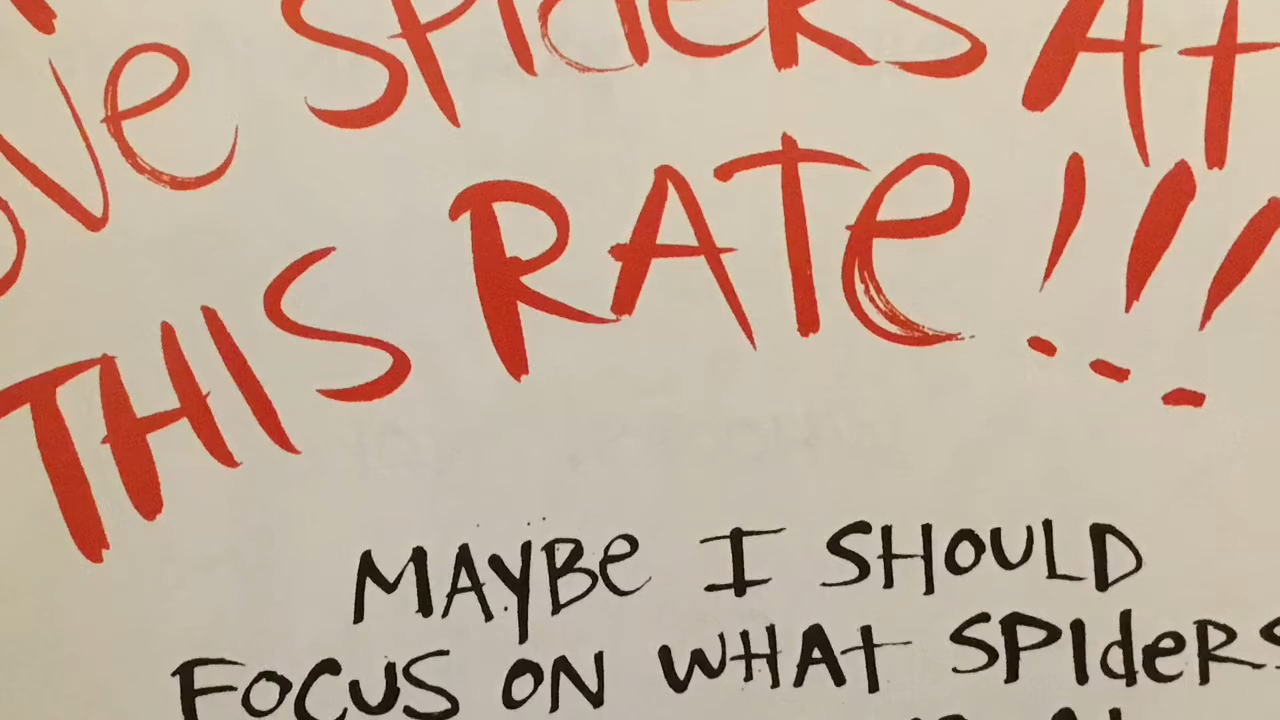 SPIDERS AT
THIS RATE!!!
MAYBE I SHOULD
FOCUS ON WHAT SPIDERS